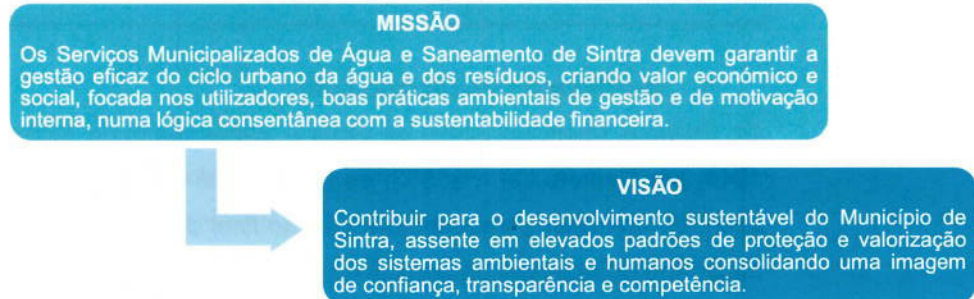 MISSÃO
Os Serviços Municipalizados de Água e Saneamento de Sintra devem garantir a
gestão eficaz do ciclo urbano da água e dos resíduos, criando valor económico e
social, focada nos utilizadores, boas práticas ambientais de gestão e de motivação
interna, numa lógica consentânea com a sustentabilidade financeira.
VISÃO
Contribuir para o desenvolvimento sustentável do Município de
Sintra, assente em elevados padrões de proteção e valorização
dos sistemas ambientais e humanos consolidando uma imagem
de confiança, transparência e competência.